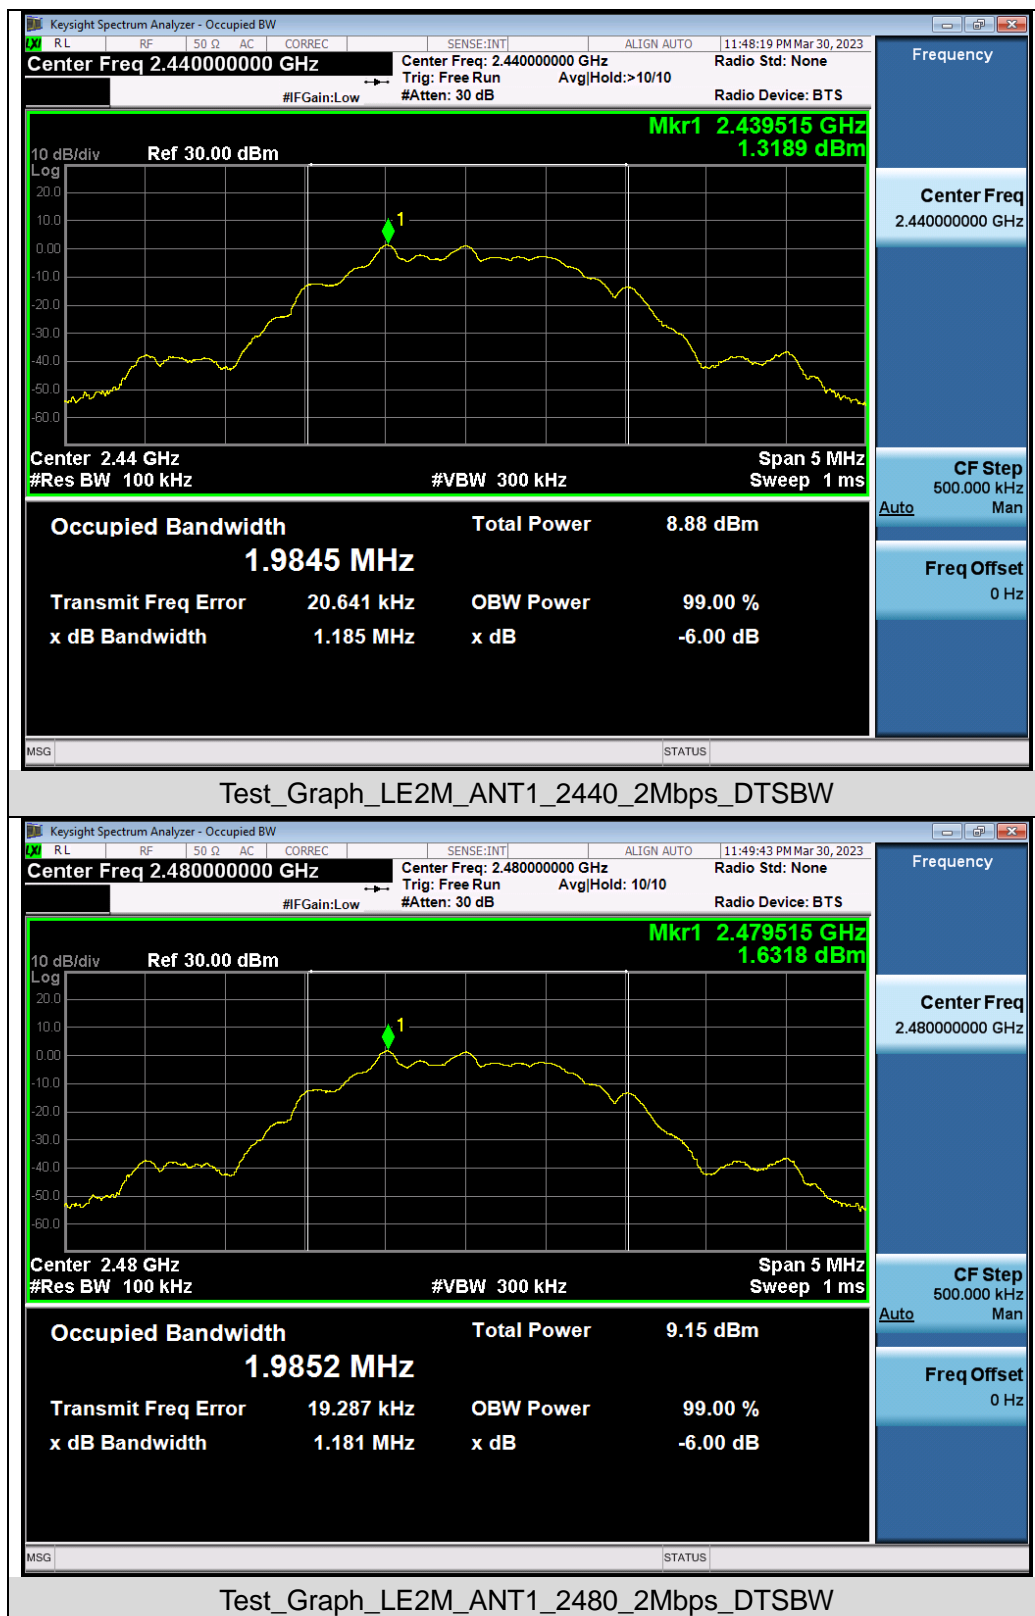 Keysight Spectrum Analyzer - Occupied BW
LXI RL RF 50 Ω AC CORREC SENSE:INT ALIGN AUTO 11:48:19 PM Mar 30, 2023
Center Freq 2.440000000 GHz
Center Freq: 2.440000000 GHz
Radio Std: None
Trig: Free Run Avg|Hold:>10/10
#IFGain:Low
#Atten: 30 dB
Radio Device: BTS
Frequency
Mkr1 2.439515 GHz
1.3189 dBm
10 dB/div Ref 30.00 dBm
Log
20.0
10.0
0.00
-10.0
-20.0
-30.0
-40.0
-50.0
-60.0
1
Center 2.44 GHz
Span 5 MHz
#Res BW 100 kHz
#VBW 300 kHz
Sweep 1 ms
Center Freq
2.440000000 GHz
CF Step
500.000 kHz
Auto Man
Freq Offset
0 Hz
Occupied Bandwidth
1.9845 MHz
Total Power 8.88 dBm
Transmit Freq Error 20.641 kHz OBW Power 99.00 %
x dB Bandwidth 1.185 MHz x dB -6.00 dB
MSG STATUS
Test_Graph_LE2M_ANT1_2440_2Mbps_DTSBW
Keysight Spectrum Analyzer - Occupied BW
LXI RL RF 50 Ω AC CORREC SENSE:INT ALIGN AUTO 11:49:43 PM Mar 30, 2023
Center Freq 2.480000000 GHz
Center Freq: 2.480000000 GHz
Radio Std: None
Trig: Free Run Avg|Hold: 10/10
#IFGain:Low
#Atten: 30 dB
Radio Device: BTS
Frequency
Mkr1 2.479515 GHz
1.6318 dBm
10 dB/div Ref 30.00 dBm
Log
20.0
10.0
0.00
-10.0
-20.0
-30.0
-40.0
-50.0
-60.0
1
Center 2.48 GHz
Span 5 MHz
#Res BW 100 kHz
#VBW 300 kHz
Sweep 1 ms
Center Freq
2.480000000 GHz
CF Step
500.000 kHz
Auto Man
Freq Offset
0 Hz
Occupied Bandwidth
1.9852 MHz
Total Power 9.15 dBm
Transmit Freq Error 19.287 kHz OBW Power 99.00 %
x dB Bandwidth 1.181 MHz x dB -6.00 dB
MSG STATUS
Test_Graph_LE2M_ANT1_2480_2Mbps_DTSBW